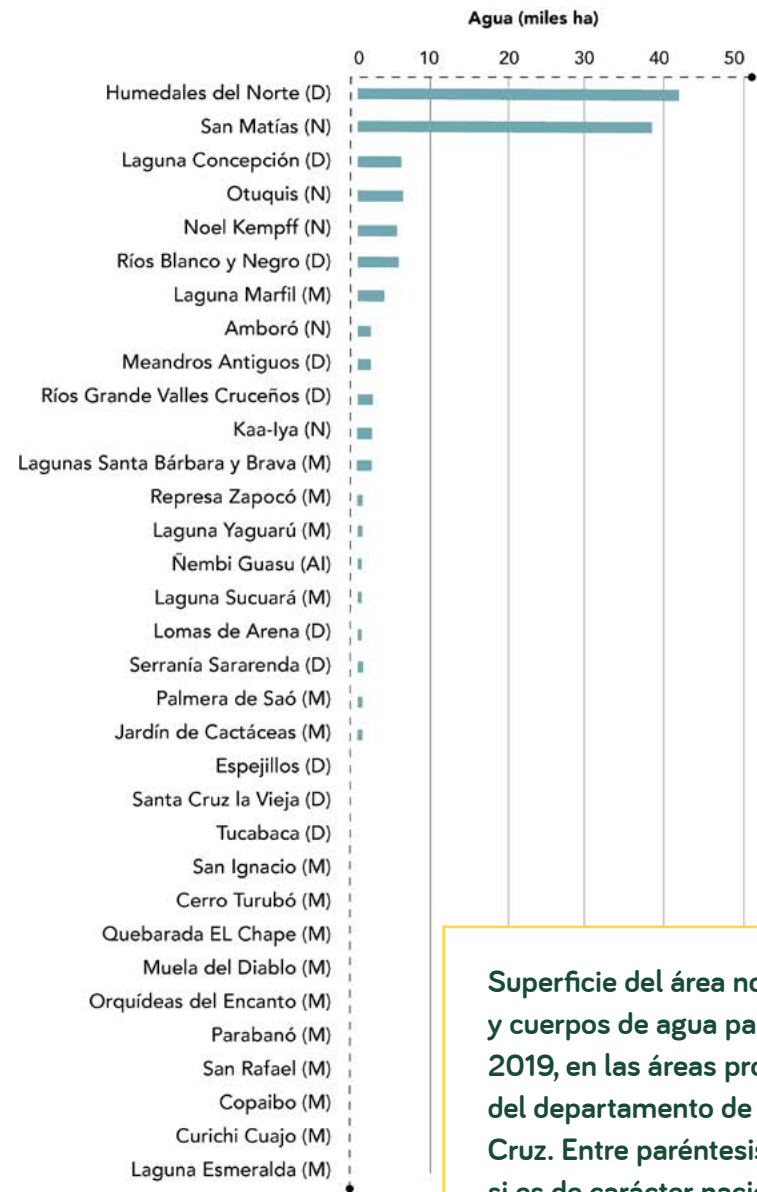 Agua (miles ha)
0 10 20 30 40 50
Humedales del Norte (D)
San Matías (N)
Laguna Concepción (D)
Otuquis (N)
Noel Kempff (N)
Ríos Blanco y Negro (D)
Laguna Marfil (M)
Amboró (N)
Meandros Antiguos (D)
Ríos Grande Valles Cruceños (D)
Kaa-Iya (N)
Lagunas Santa Bárbara y Brava (M)
Represa Zapocó (M)
Laguna Yaguarú (M)
Ñembi Guasu (AI)
Laguna Sucuará (M)
Lomas de Arena (D)
Serranía Sararenda (D)
Palmera de Saó (M)
Jardín de Cactáceas (M)
Espejillos (D)
Santa Cruz la Vieja (D)
Tucabaca (D)
San Ignacio (M)
Cerro Turubó (M)
Quebarada EL Chape (M)
Muela del Diablo (M)
Orquídeas del Encanto (M)
Parabanó (M)
San Rafael (M)
Copaibo (M)
Curichi Cuajo (M)
Laguna Esmeralda (M)
Superficie del área no
y cuerpos de agua pa
2019, en las áreas pro
del departamento de
Cruz. Entre paréntesis
si es de carácter nacio